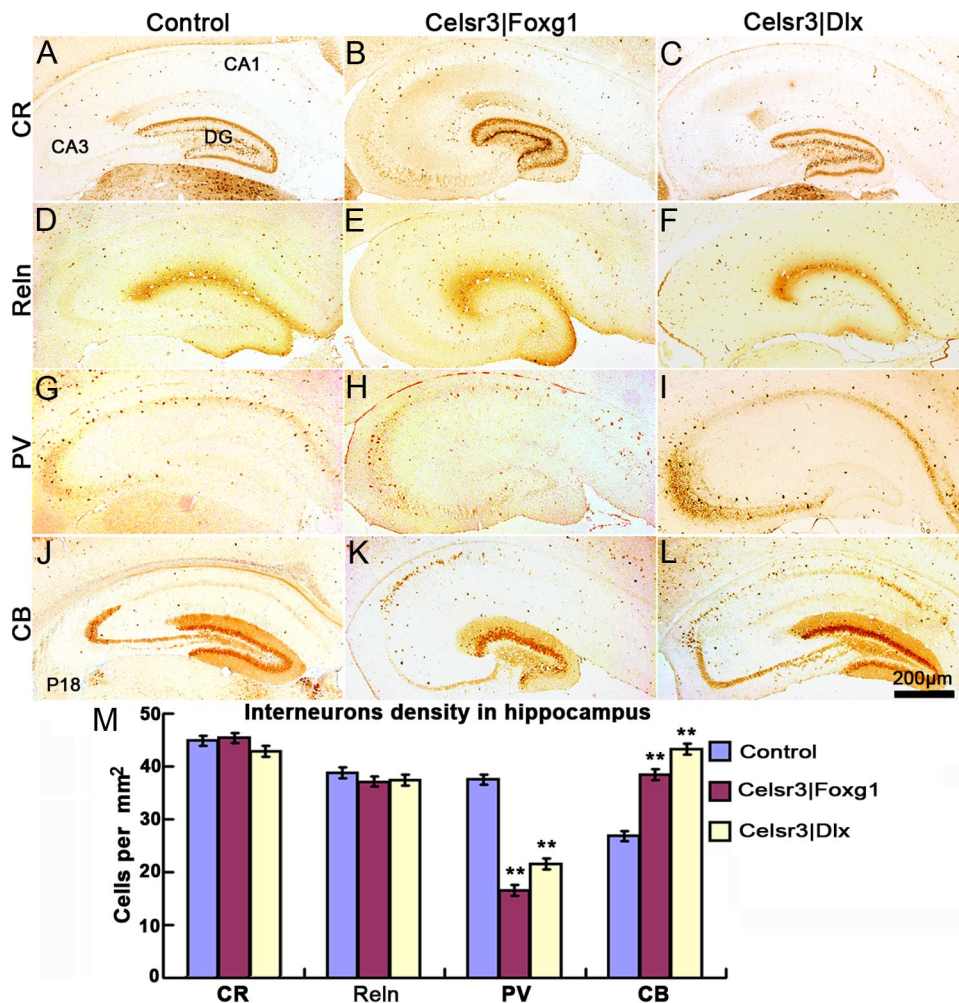 Control Celsr3|Foxg1 Celsr3|Dlx
CR
A CA1 CA3 DG
B
C
Reln
D
E
F
PV
G
H
I
CB
J P18
K
L 200µm
M Interneurons density in hippocampus
Cells per mm2
50
40
30
20
10
0
** ** ** **
Control
Celsr3|Foxg1
Celsr3|Dlx
CR Reln PV CB